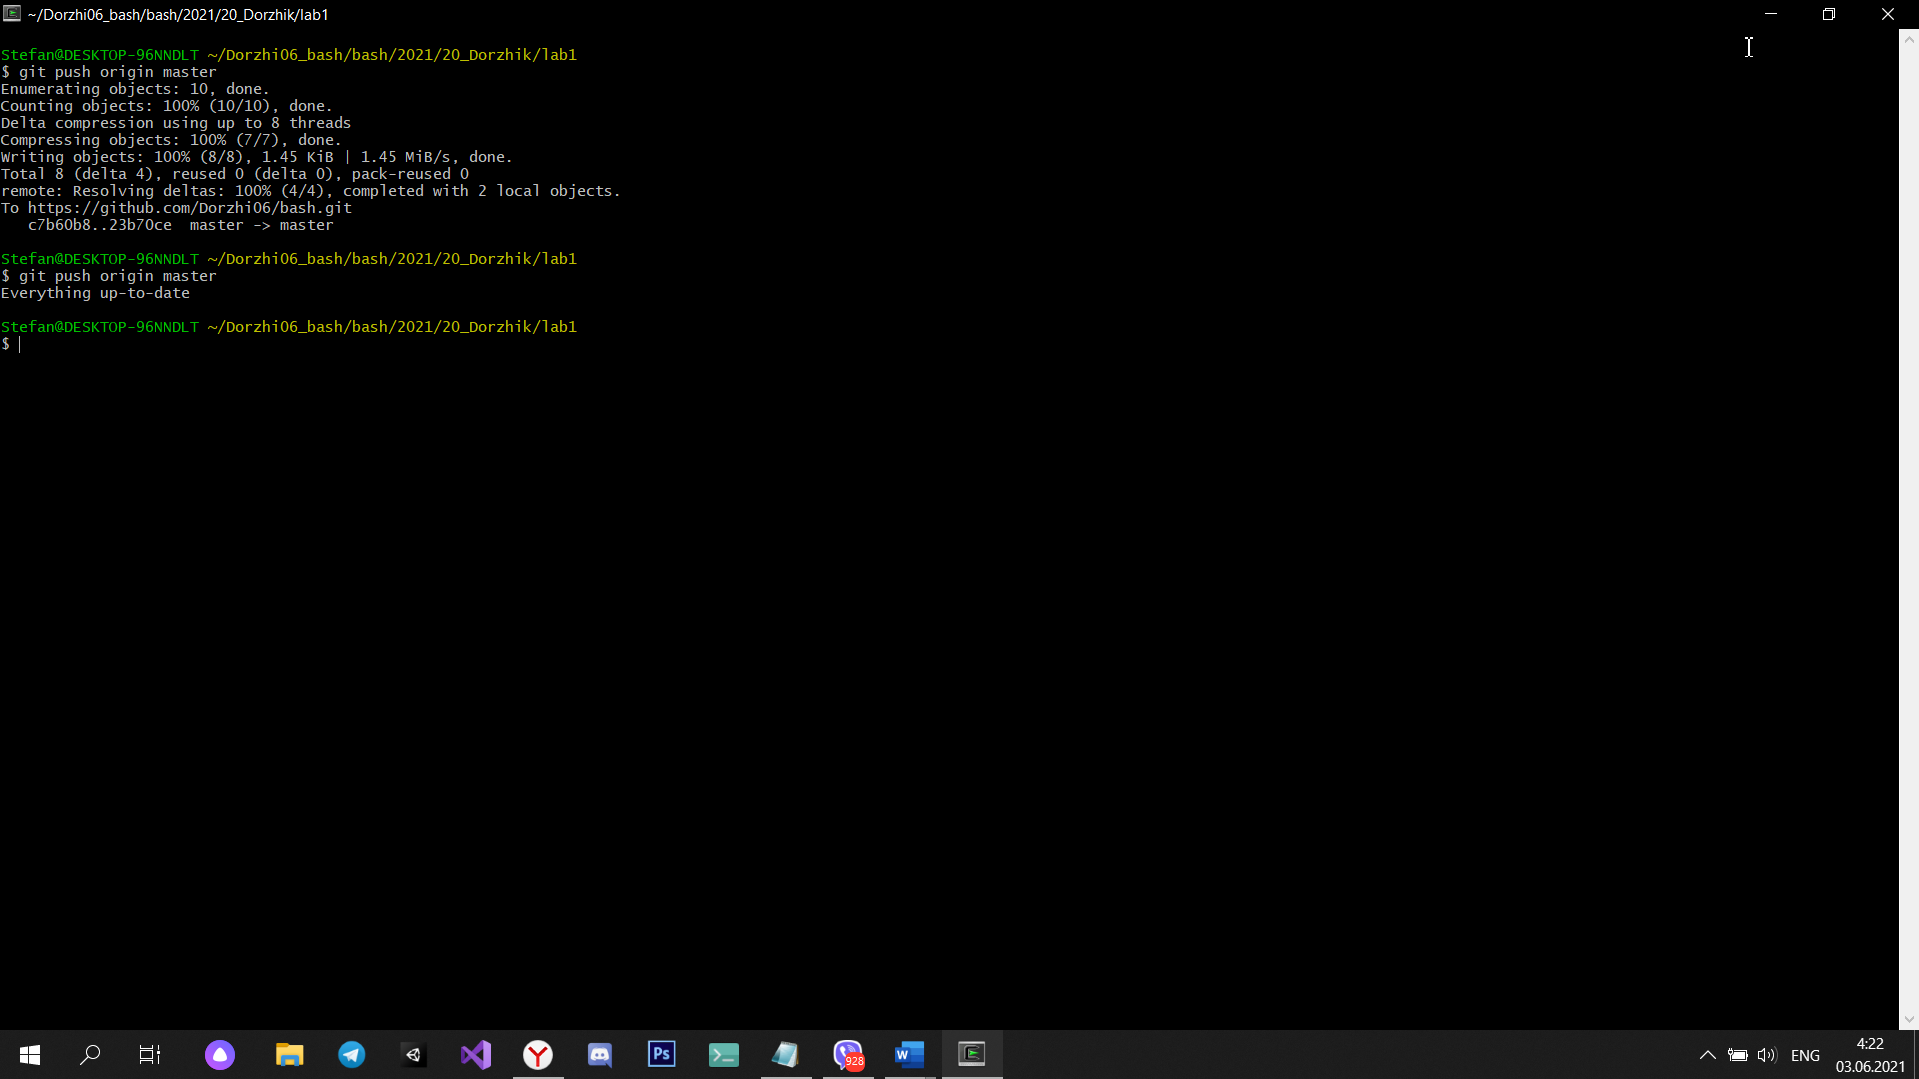 ~/Dorzhi06_bash/bash/2021/20_Dorzhik/lab1
Stefan@DESKTOP-96NNDLT ~/Dorzhi06_bash/bash/2021/20_Dorzhik/lab1
$ git push origin master
Enumerating objects: 10, done.
Counting objects: 100% (10/10), done.
Delta compression using up to 8 threads
Compressing objects: 100% (7/7), done.
Writing objects: 100% (8/8), 1.45 KiB | 1.45 MiB/s, done.
Total 8 (delta 4), reused 0 (delta 0), pack-reused 0
remote: Resolving deltas: 100% (4/4), completed with 2 local objects.
To https://github.com/Dorzhi06/bash.git
   c7b60b8..23b70ce  master -> master
Stefan@DESKTOP-96NNDLT ~/Dorzhi06_bash/bash/2021/20_Dorzhik/lab1
$ git push origin master
Everything up-to-date
Stefan@DESKTOP-96NNDLT ~/Dorzhi06_bash/bash/2021/20_Dorzhik/lab1
$
Ps
928
W
ENG
4:22
03.06.2021